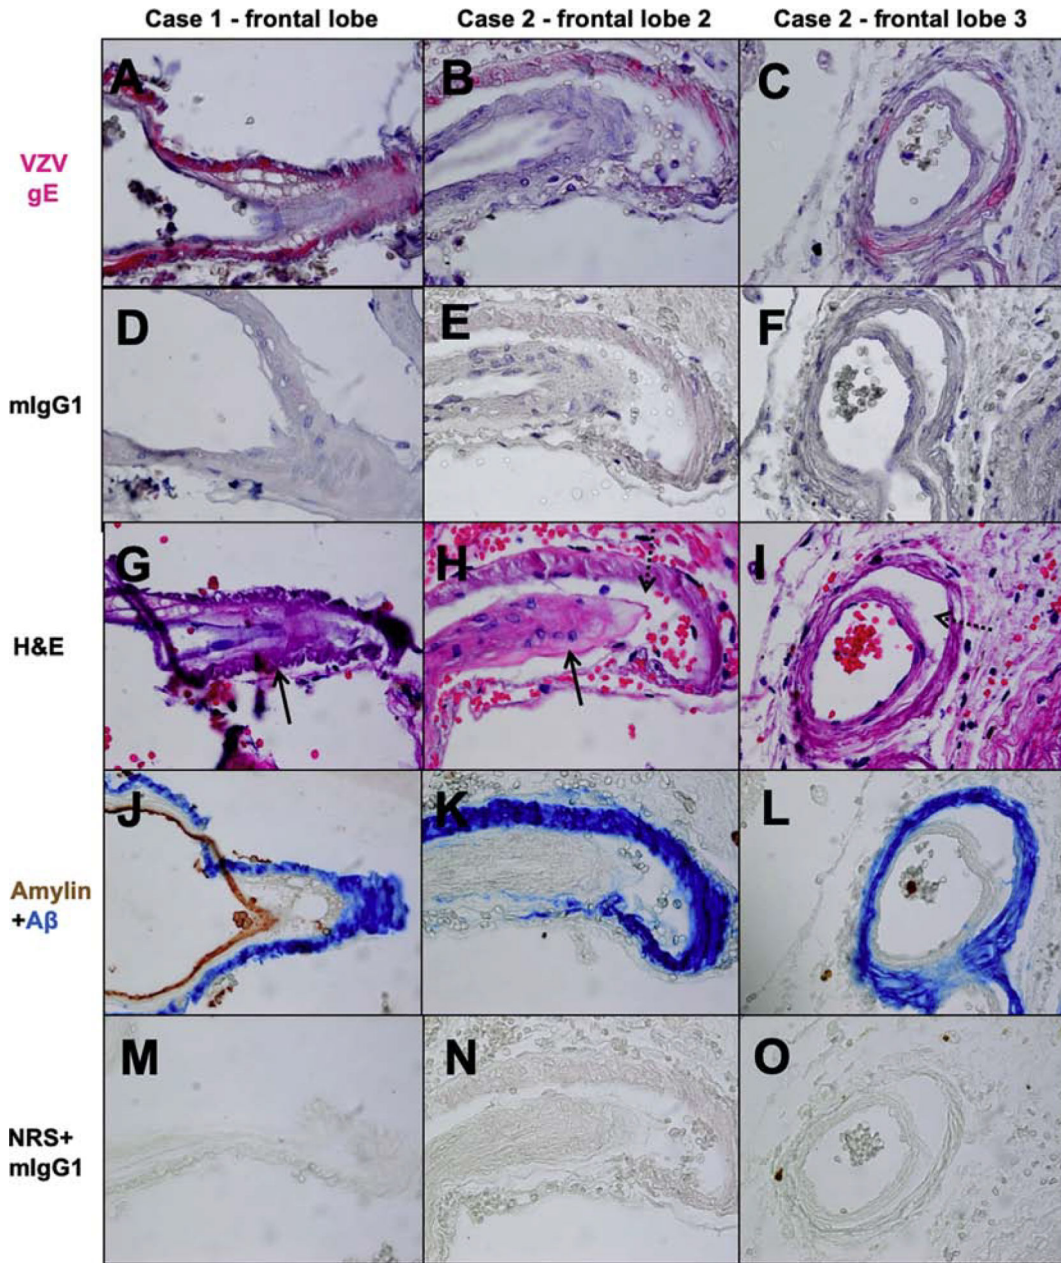 Case 1 - frontal lobe Case 2 - frontal lobe 2 Case 2 - frontal lobe 3
A B C
VZV
gE
D E F
mIgG1
G H I
H&E
J K L
Amylin
+Aβ
M N O
NRS+
mIgG1